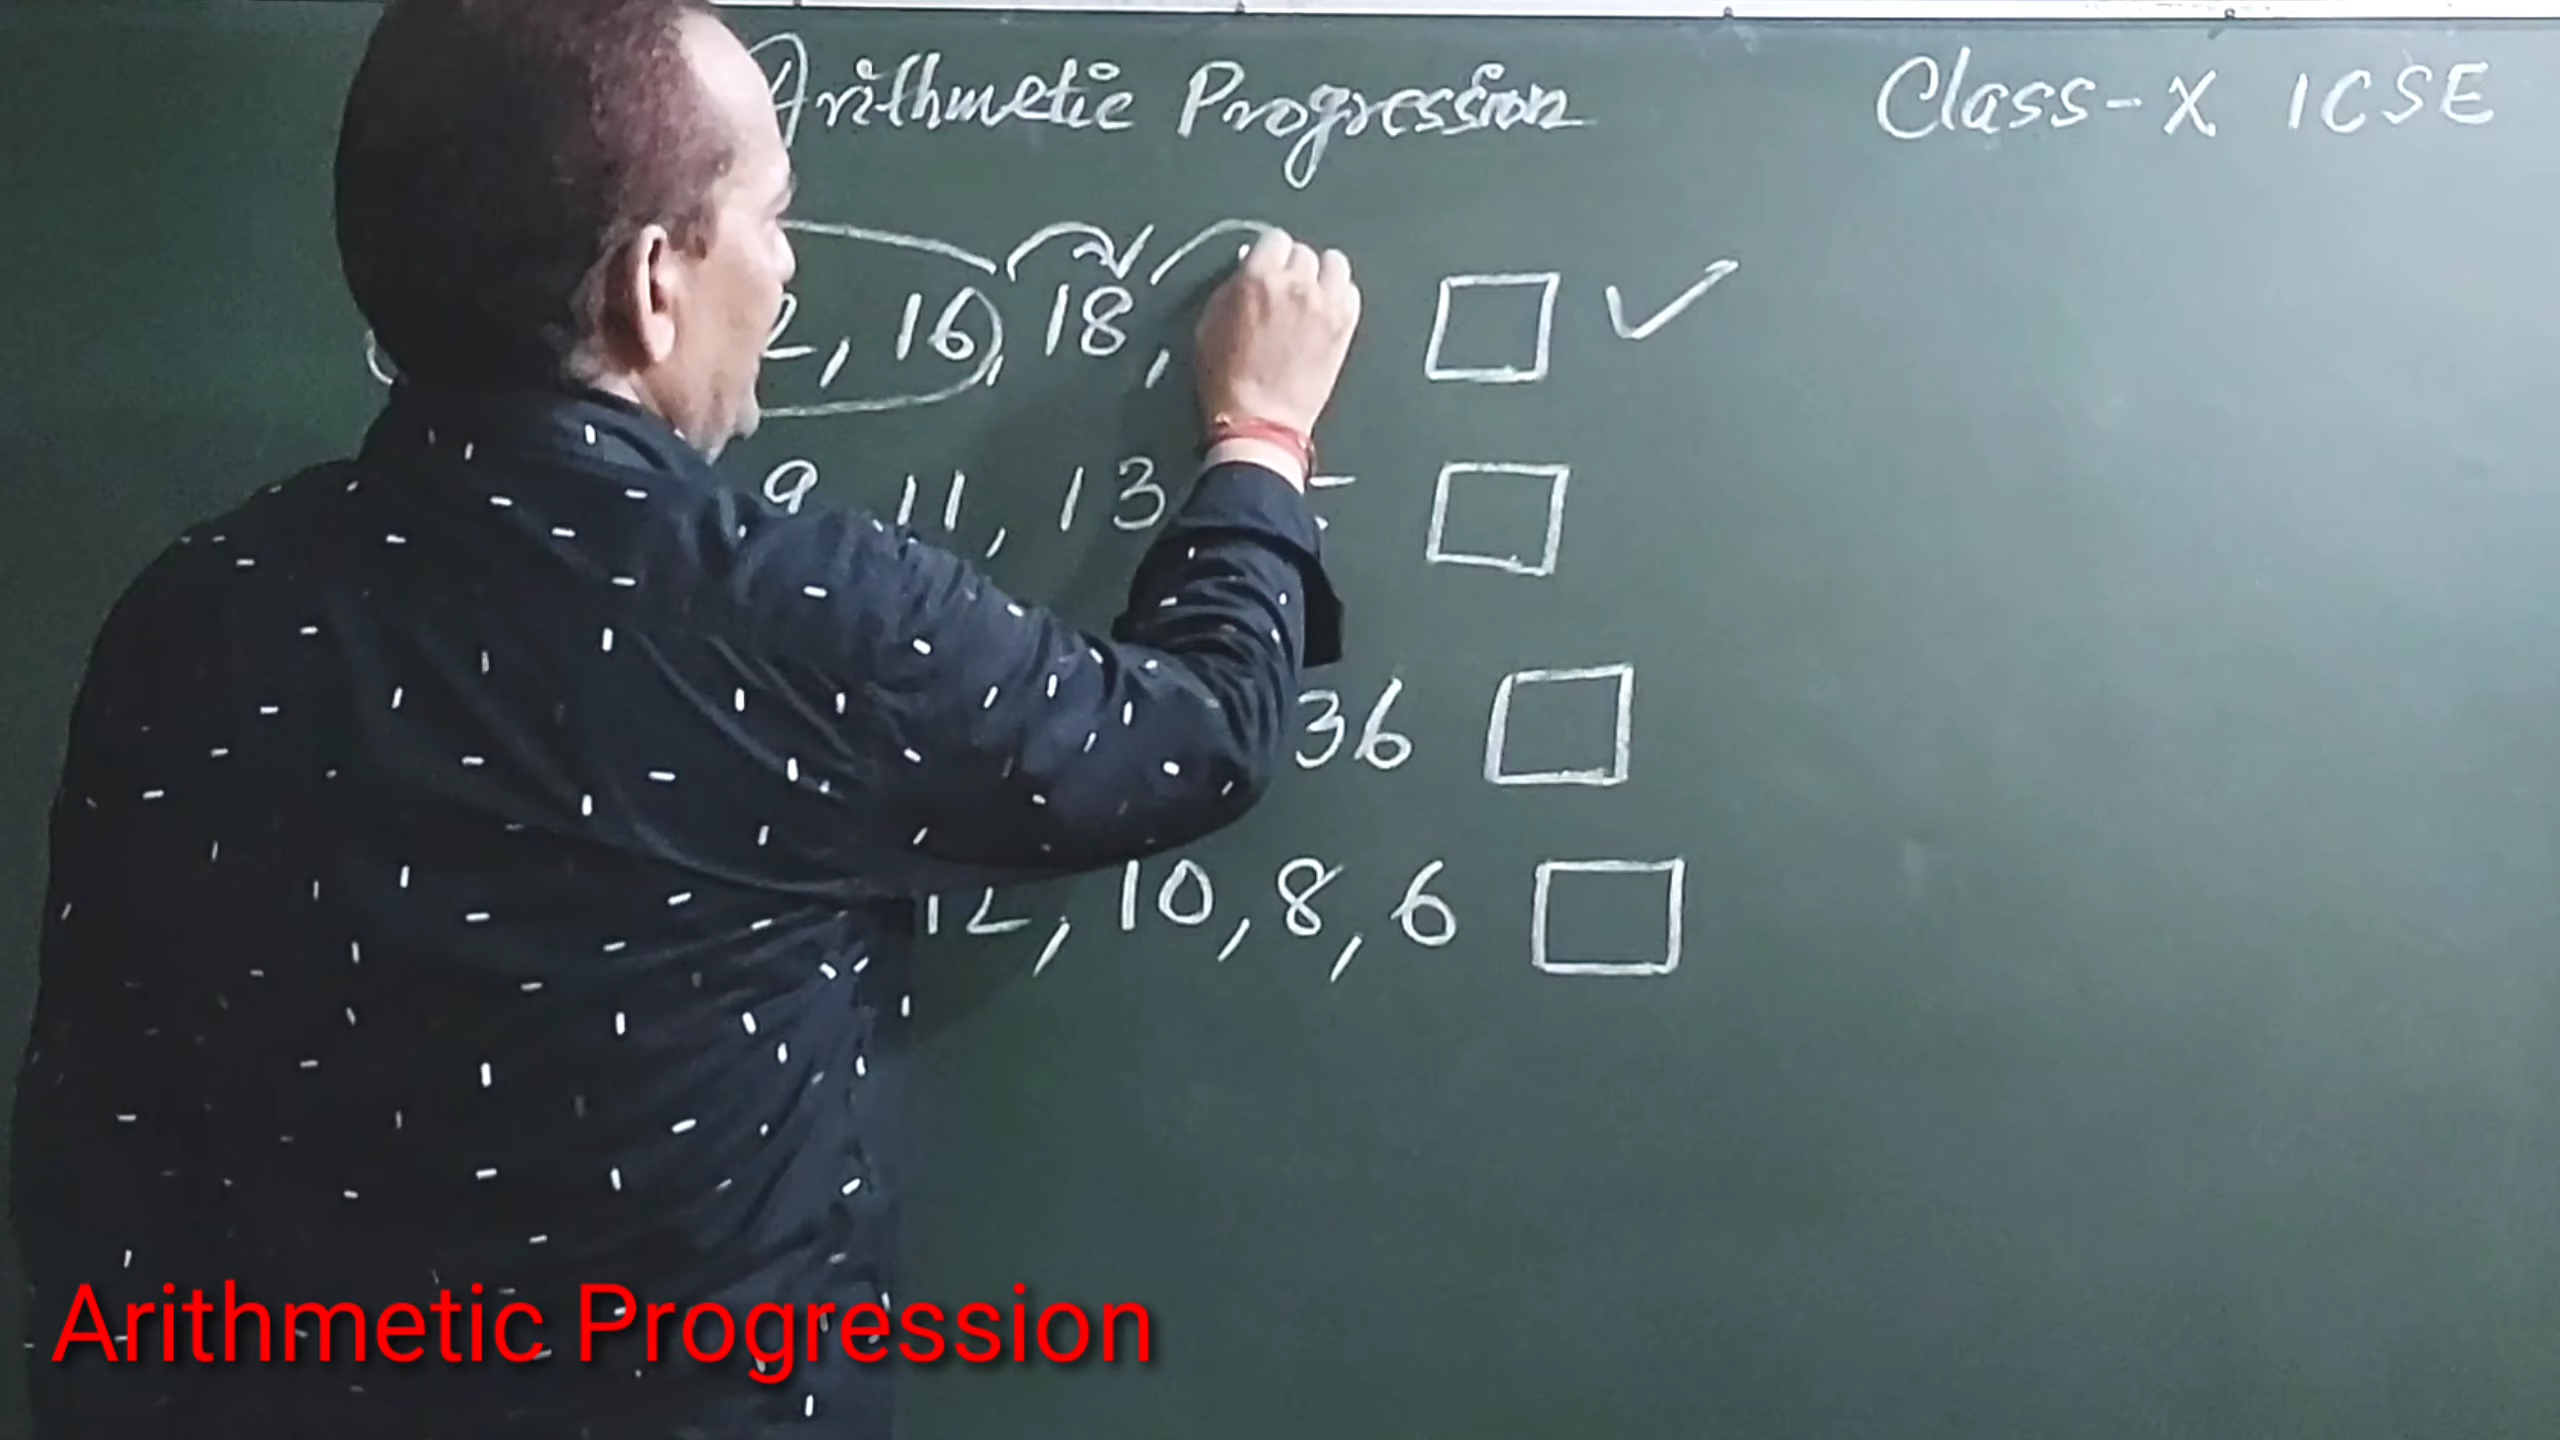 Arithmetic Progression Class-X ICSE
2, 16, 18,
9, 11, 13
36
12, 10, 8, 6
Arithmetic Progression